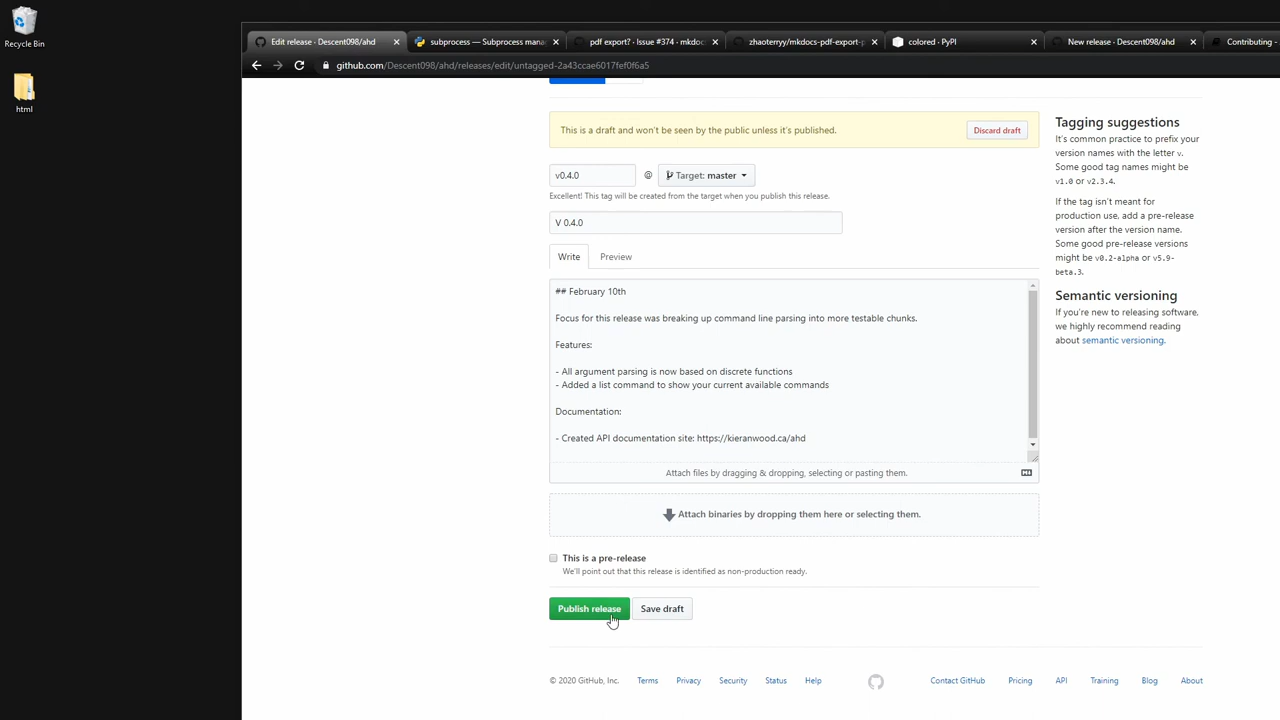 Recycle Bin
html
Edit release · Descent098/ahd
subprocess — Subprocess manage
pdf export? · Issue #374 · mkdoc
zhaoterryy/mkdocs-pdf-export-p
colored · PyPI
New release · Descent098/ahd
Contributing -
github.com/Descent098/ahd/releases/edit/untagged-2a43ccae6017fef0f6a5
This is a draft and won't be seen by the public unless it's published.
Discard draft
v0.4.0
@
Target: master
Excellent! This tag will be created from the target when you publish this release.
V 0.4.0
Write
Preview
## February 10th
Focus for this release was breaking up command line parsing into more testable chunks.
Features:
- All argument parsing is now based on discrete functions
- Added a list command to show your current available commands
Documentation:
- Created API documentation site: https://kieranwood.ca/ahd
Attach files by dragging & dropping, selecting or pasting them.
Attach binaries by dropping them here or selecting them.
This is a pre-release
We'll point out that this release is identified as non-production ready.
Publish release
Save draft
Tagging suggestions
It's common practice to prefix your
version names with the letter v.
Some good tag names might be
v1.0 or v2.3.4.
If the tag isn't meant for
production use, add a pre-release
version after the version name.
Some good pre-release versions
might be v0.2-alpha or v5.9-
beta.3.
Semantic versioning
If you're new to releasing software,
we highly recommend reading
about semantic versioning.
© 2020 GitHub, Inc.
Terms
Privacy
Security
Status
Help
Contact GitHub
Pricing
API
Training
Blog
About